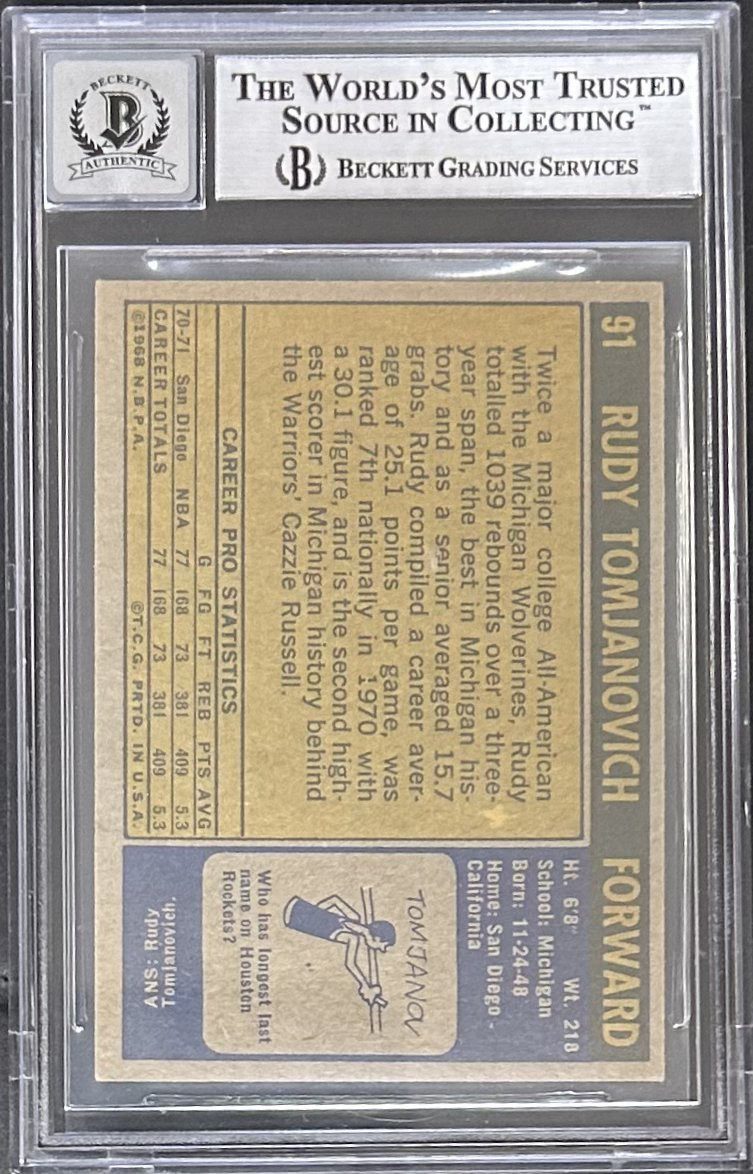 BECKETT
B
AUTHENTIC
THE WORLD'S MOST TRUSTED
SOURCE IN COLLECTING™
B BECKETT GRADING SERVICES
91 RUDY TOMJANOVICH FORWARD
Twice a major college All-American
with the Michigan Wolverines, Rudy
totalled 1039 rebounds over a three-
year span, the best in Michigan his-
tory and as a senior averaged 15.7
grabs. Rudy compiled a career aver-
age of 25.1 points per game, was
ranked 7th nationally in 1970 with
a 30.1 figure, and is the second high-
est scorer in Michigan history behind
the Warriors' Cazzie Russell.
CAREER PRO STATISTICS
G FG FT REB PTS AVG
70-71 San Diego NBA 77 168 73 381 409 5.3
CAREER TOTALS 77 168 73 381 409 5.3
©1968 N.B.P.A. ©T.C.G. PRTD. IN U.S.A.
Ht. 6'8" Wt. 218
School: Michigan
Born: 11-24-48
Home: San Diego -
California
TOMJANOV
Who has longest last
name on Houston
Rockets?
ANS: Rudy
Tomjanovich.